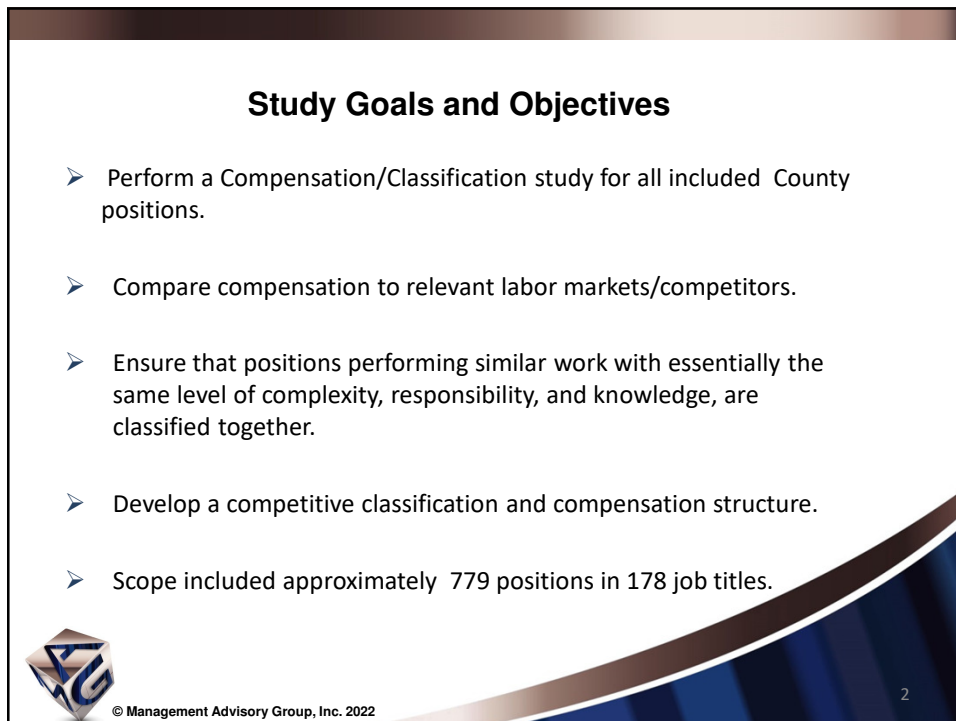 Study Goals and Objectives
➢ Perform a Compensation/Classification study for all included County
positions.
➢ Compare compensation to relevant labor markets/competitors.
➢ Ensure that positions performing similar work with essentially the
same level of complexity, responsibility, and knowledge, are
classified together.
➢ Develop a competitive classification and compensation structure.
➢ Scope included approximately 779 positions in 178 job titles.
MAG
© Management Advisory Group, Inc. 2022
2